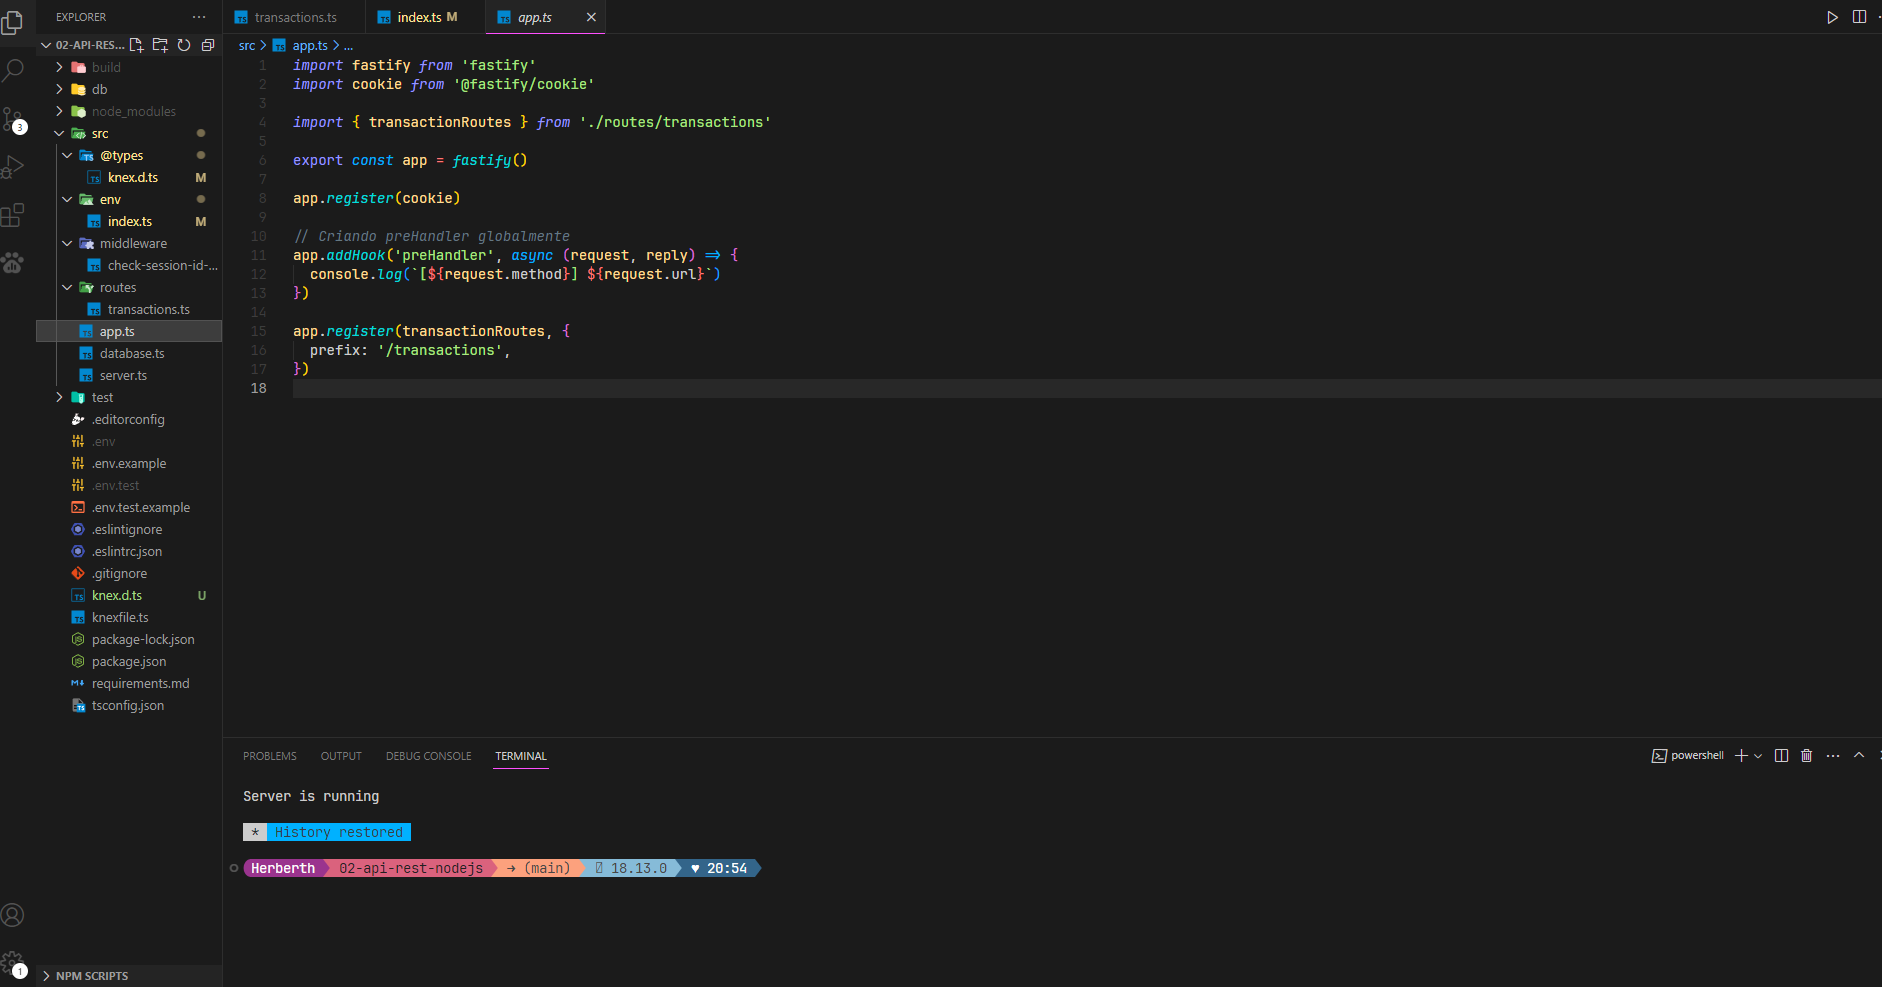 EXPLORER
transactions.ts
index.ts M
app.ts
02-API-RES...
src > app.ts > ...
build
db
node_modules
src
@types
knex.d.ts M
env
index.ts M
middleware
check-session-id-...
routes
transactions.ts
app.ts
database.ts
server.ts
test
.editorconfig
.env
.env.example
.env.test
.env.test.example
.eslintignore
.eslintrc.json
.gitignore
knex.d.ts U
knexfile.ts
package-lock.json
package.json
requirements.md
tsconfig.json
NPM SCRIPTS
3
1
1 import fastify from 'fastify'
2 import cookie from '@fastify/cookie'
3
4 import { transactionRoutes } from './routes/transactions'
5
6 export const app = fastify()
7
8 app.register(cookie)
9
10 // Criando preHandler globalmente
11 app.addHook('preHandler', async (request, reply) => {
12 console.log(`[${request.method}] ${request.url}`)
13 })
14
15 app.register(transactionRoutes, {
16 prefix: '/transactions',
17 })
18
PROBLEMS OUTPUT DEBUG CONSOLE TERMINAL
powershell
Server is running
* History restored
Herberth 02-api-rest-nodejs → (main) 18.13.0 ♥ 20:54